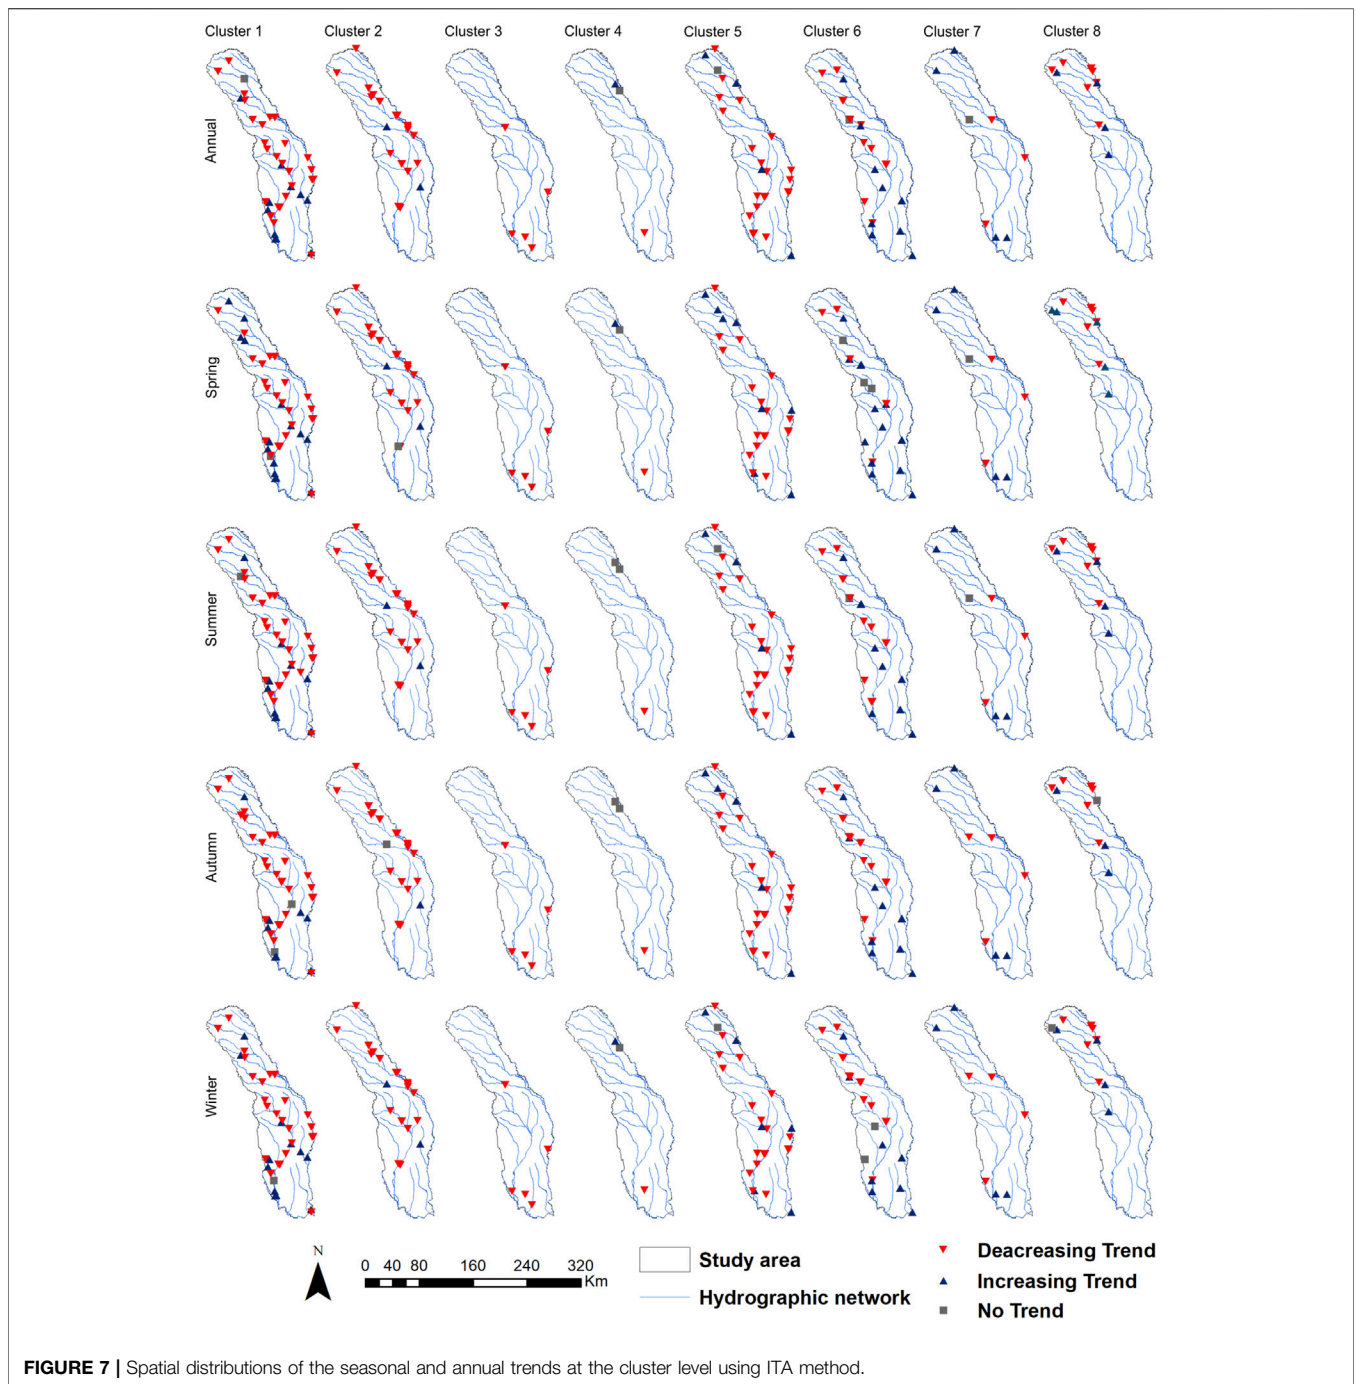 Cluster 1 Cluster 2 Cluster 3 Cluster 4 Cluster 5 Cluster 6 Cluster 7 Cluster 8
Annual
Spring
Summer
Autumn
Winter
N
0 40 80 160 240 320
Km
Study area
Hydrographic network
Deacreasing Trend
Increasing Trend
No Trend
FIGURE 7 | Spatial distributions of the seasonal and annual trends at the cluster level using ITA method.